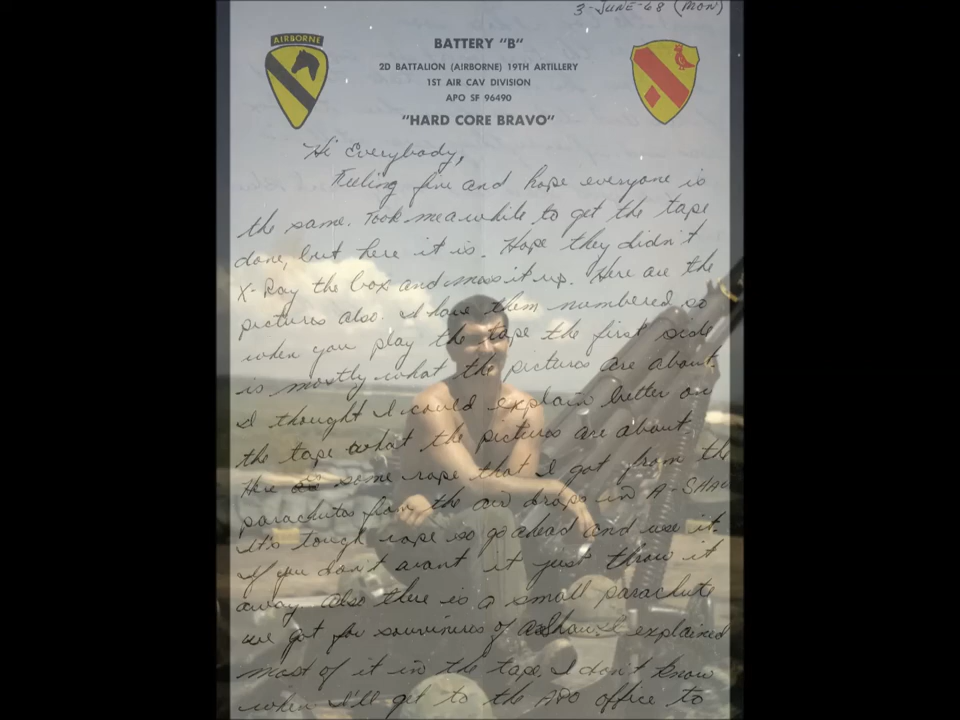 3-JUNE-68 (MON)
AIRBORNE
BATTERY "B"
2D BATTALION (AIRBORNE) 19TH ARTILLERY
1ST AIR CAV DIVISION
APO SF 96490
"HARD CORE BRAVO"
Hi Everybody,
Feeling fine and hope everyone is
the same. Took me awhile to get the tape
done, but here it is. Hope they didn't
X-Ray the box and mess it up. Here are the
pictures also. I have them numbered so
when you play the tape the first side
is mostly what the pictures are about.
I thought I could explain better on
the tape what the pictures are about
Here is some rope that I got from the
parachutes from the air drops in A-SHAU
It's tough rope so go ahead and use it.
If you don't want it just throw it
away. Also there is a small parachute
we got for souviners of Ashau. I explained
most of it in the tape. I don't know
when I'll get to the APO office to